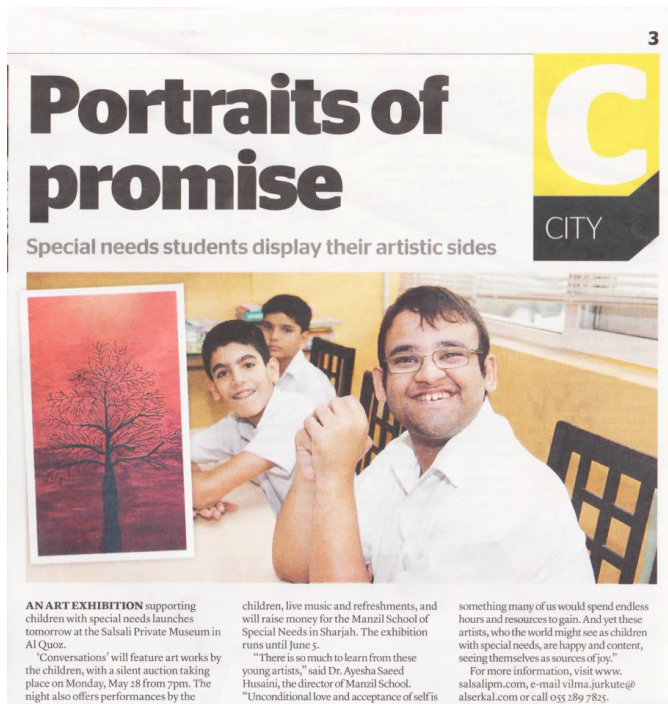 3
Portraits of
promise
C
CITY
Special needs students display their artistic sides
AN ART EXHIBITION supporting
children with special needs launches
tomorrow at the Salsali Private Museum in
Al Quoz.
‘Conversations’ will feature art works by
the children, with a silent auction taking
place on Monday, May 28 from 7pm. The
night also offers performances by the
children, live music and refreshments, and
will raise money for the Manzil School of
Special Needs in Sharjah. The exhibition
runs until June 5.
“There is so much to learn from these
young artists,” said Dr. Ayesha Saeed
Husaini, the director of Manzil School.
“Unconditional love and acceptance of self is
something many of us would spend endless
hours and resources to gain. And yet these
artists, who the world might see as children
with special needs, are happy and content,
seeing themselves as sources of joy.”
For more information, visit www.
salsalipm.com, e-mail vilma.jurkute@
alserkal.com or call 055 289 7825.